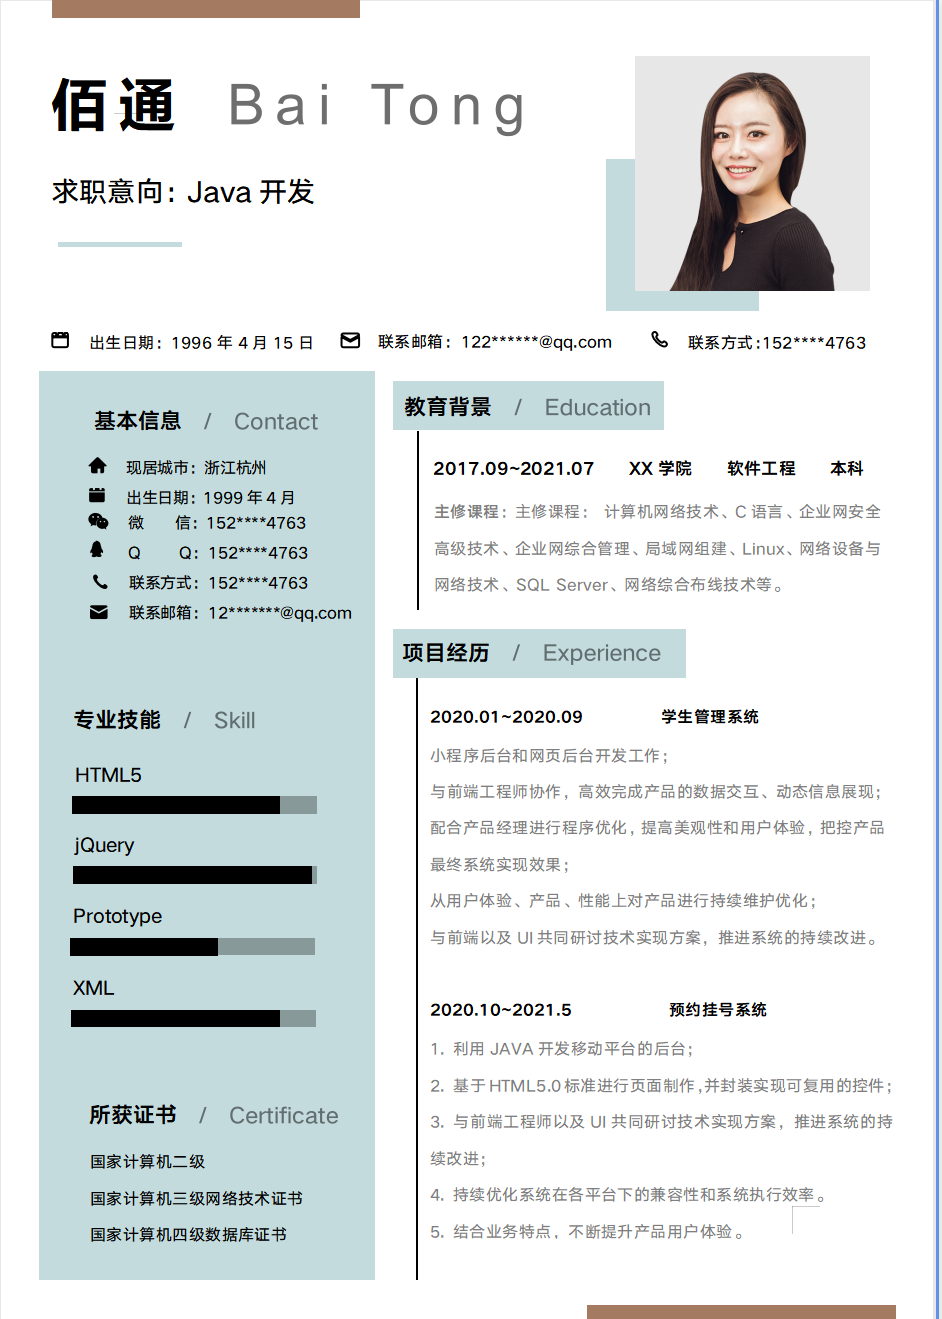 佰通 Bai Tong
求职意向：Java 开发
出生日期：1996 年 4 月 15 日 联系邮箱：122******@qq.com 联系方式:152****4763
基本信息 / Contact
现居城市：浙江杭州
出生日期：1999 年 4 月
微 信：152****4763
Q Q：152****4763
联系方式：152****4763
联系邮箱：12*******@qq.com
专业技能 / Skill
HTML5
jQuery
Prototype
XML
所获证书 / Certificate
国家计算机二级
国家计算机三级网络技术证书
国家计算机四级数据库证书
教育背景 / Education
2017.09~2021.07 XX 学院 软件工程 本科
主修课程：主修课程： 计算机网络技术、C 语言、企业网安全
高级技术、企业网综合管理、局域网组建、Linux、网络设备与
网络技术、SQL Server、网络综合布线技术等。
项目经历 / Experience
2020.01~2020.09 学生管理系统
小程序后台和网页后台开发工作；
与前端工程师协作，高效完成产品的数据交互、动态信息展现；
配合产品经理进行程序优化，提高美观性和用户体验，把控产品
最终系统实现效果；
从用户体验、产品、性能上对产品进行持续维护优化；
与前端以及 UI 共同研讨技术实现方案，推进系统的持续改进。
2020.10~2021.5 预约挂号系统
1. 利用 JAVA 开发移动平台的后台；
2. 基于 HTML5.0 标准进行页面制作,并封装实现可复用的控件；
3. 与前端工程师以及 UI 共同研讨技术实现方案，推进系统的持
续改进；
4. 持续优化系统在各平台下的兼容性和系统执行效率。
5. 结合业务特点，不断提升产品用户体验。